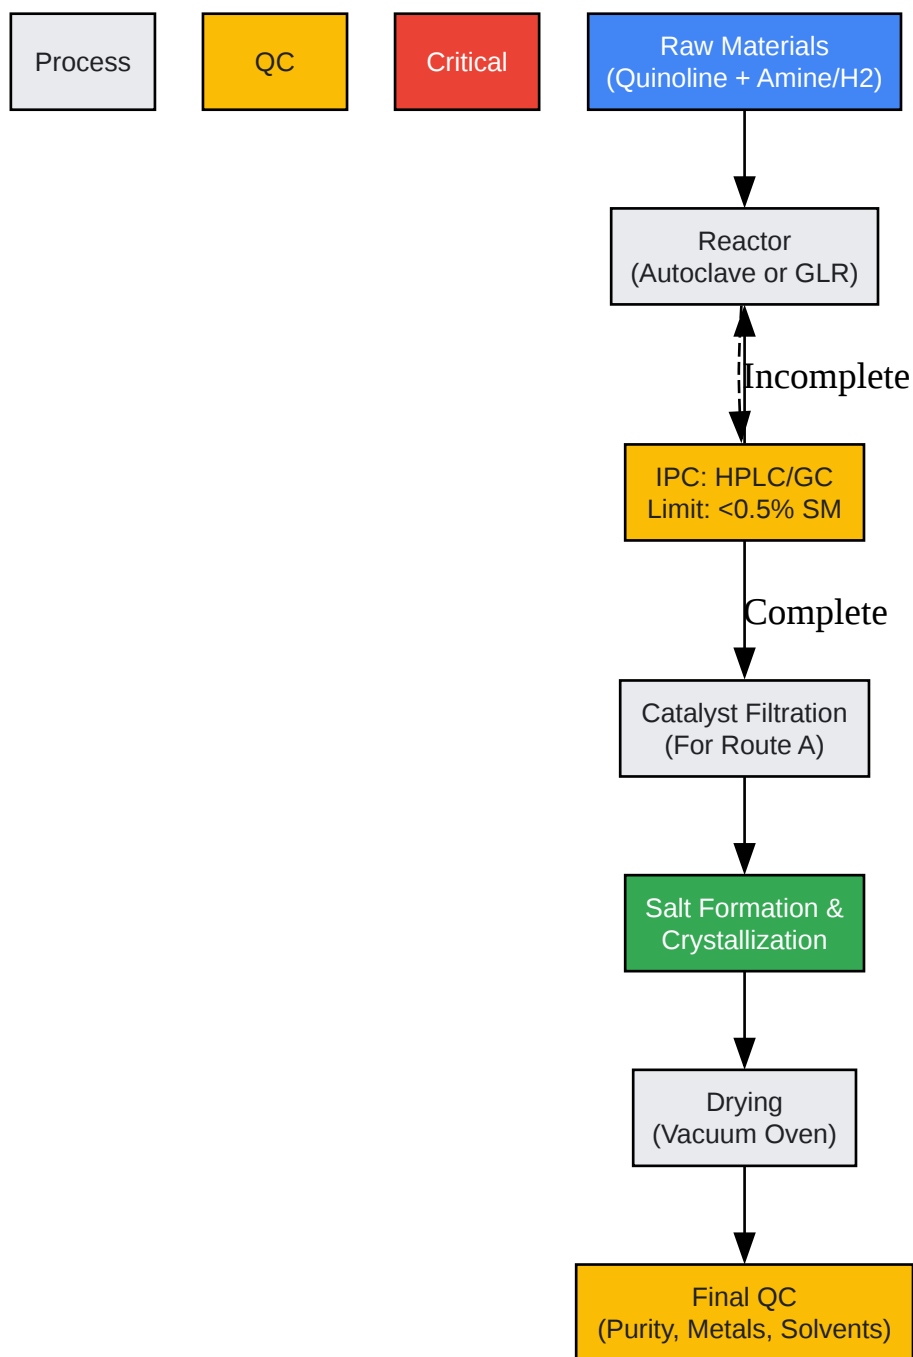 Process
QC
Critical
Raw Materials
(Quinoline + Amine/H2)
Reactor
(Autoclave or GLR)
Incomplete
IPC: HPLC/GC
Limit: <0.5% SM
Complete
Catalyst Filtration
(For Route A)
Salt Formation &
Crystallization
Drying
(Vacuum Oven)
Final QC
(Purity, Metals, Solvents)